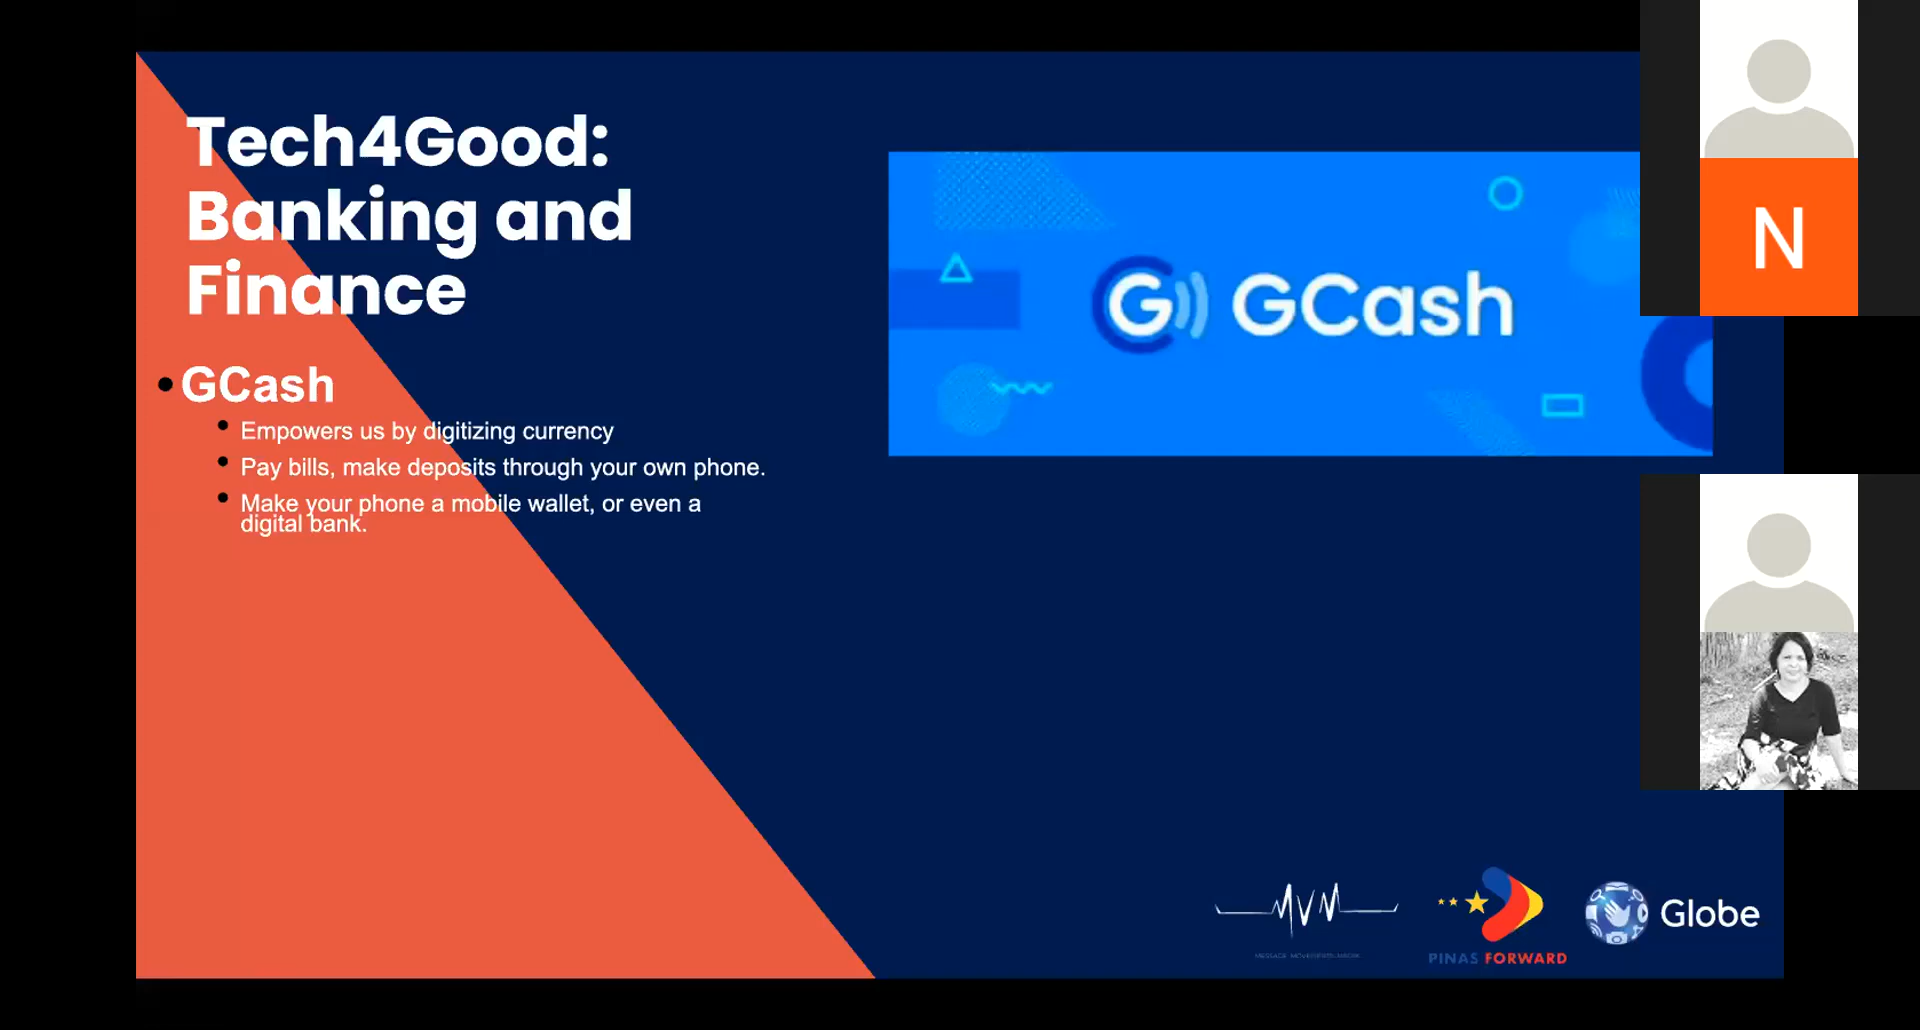 Tech4Good:
Banking and
Finance
GCash
Empowers us by digitizing currency
Pay bills, make deposits through your own phone.
Make your phone a mobile wallet, or even a
digital bank.
G GCash
N
MVM
PINAS FORWARD
Globe